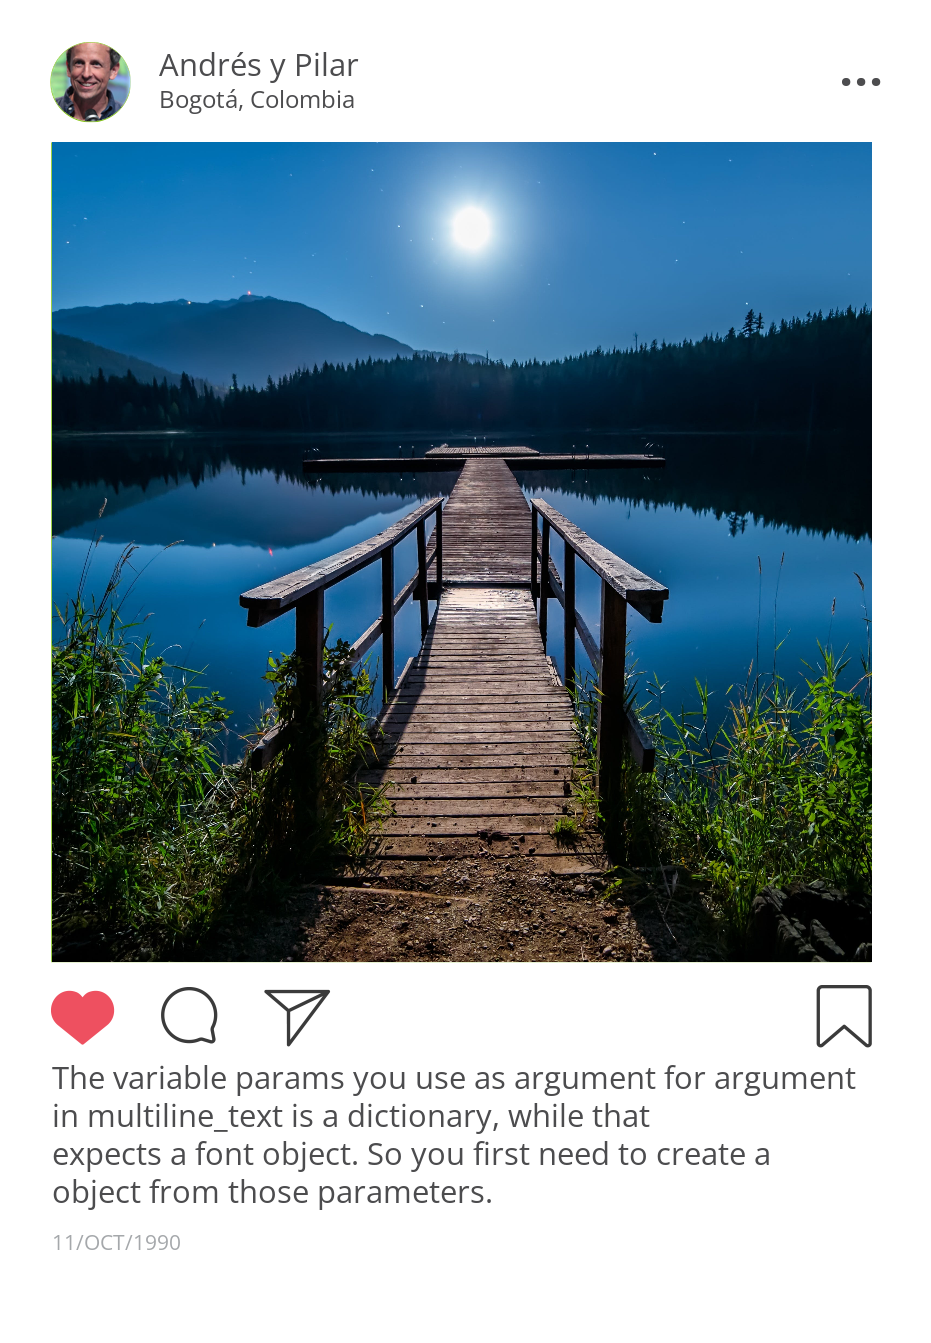 Andrés y Pilar
Bogotá, Colombia
The variable params you use as argument for argument
in multiline_text is a dictionary, while that
expects a font object. So you first need to create a
object from those parameters.
11/OCT/1990